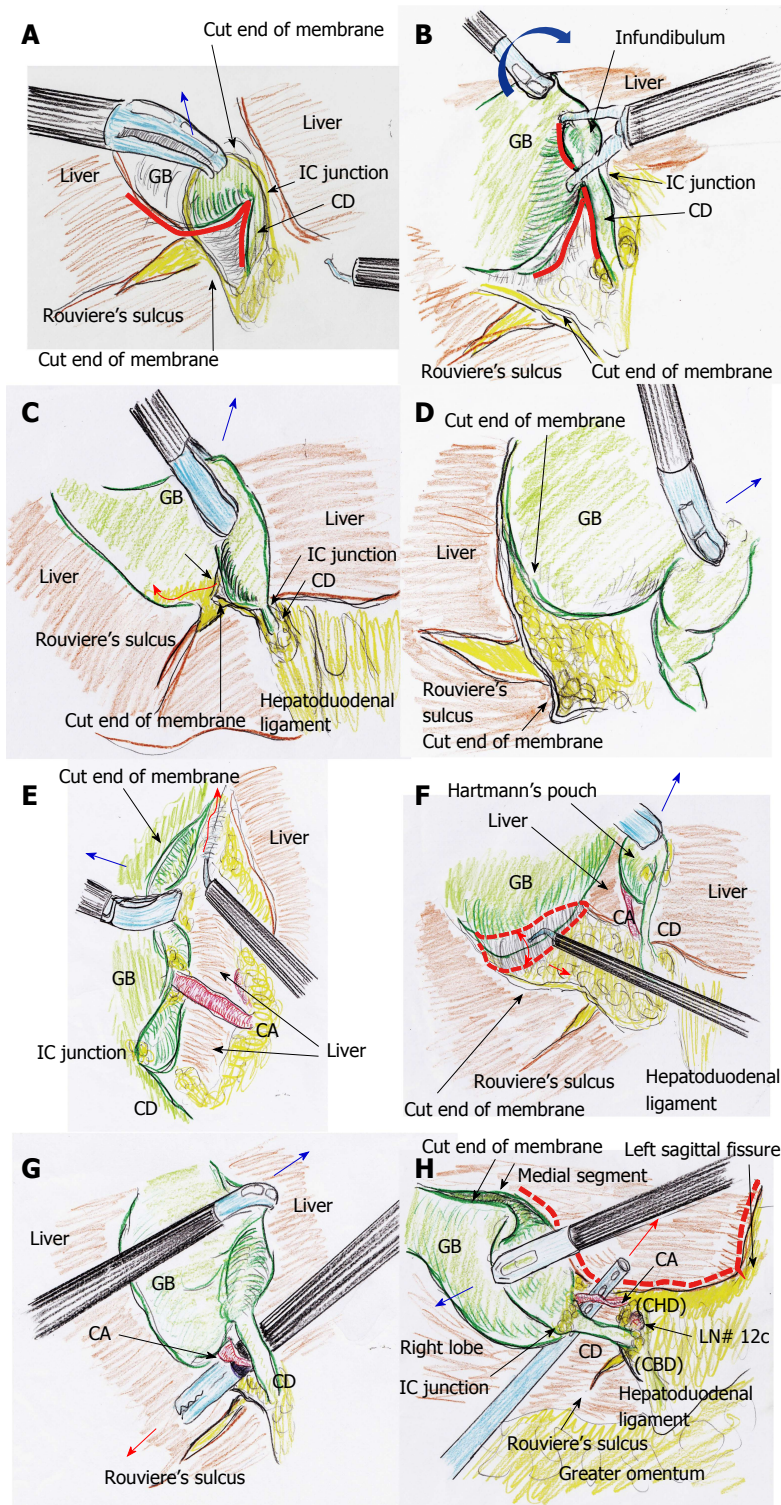 A
Cut end of membrane
Liver
Liver
GB
IC junction
CD
Rouviere's sulcus
Cut end of membrane
B
Infundibulum
Liver
GB
IC junction
CD
Rouviere's sulcus
Cut end of membrane
C
GB
Liver
Liver
IC junction
CD
Rouviere's sulcus
Cut end of membrane
Hepatoduodenal
ligament
D
Cut end of membrane
GB
Liver
Rouviere's
sulcus
Cut end of membrane
E
Cut end of membrane
Liver
GB
CA
IC junction
Liver
CD
F
Hartmann's pouch
Liver
GB
Liver
CA
CD
Rouviere's sulcus
Hepatoduodenal
ligament
Cut end of membrane
G
Liver
Liver
GB
CA
CD
Rouviere's sulcus
H
Cut end of membrane
Left sagittal fissure
Medial segment
GB
CA
(CHD)
LN# 12c
Right lobe
CD
(CBD)
IC junction
Hepatoduodenal
ligament
Rouviere's sulcus
Greater omentum